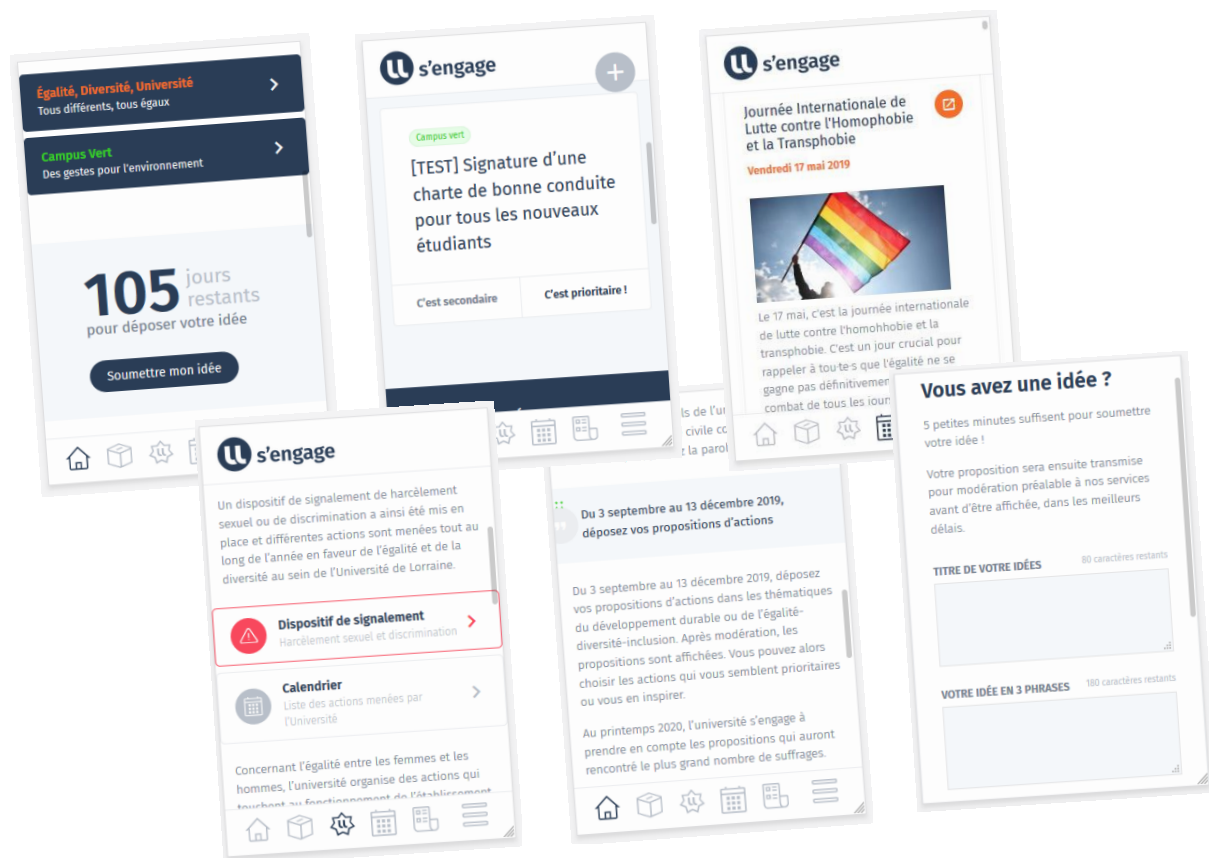 Égalité, Diversité, Université
Tous différents, tous égaux
Campus Vert
Des gestes pour l'environnement
105 jours
restants
pour déposer votre idée
Soumettre mon idée
s'engage
Campus vert
[TEST] Signature d'une
charte de bonne conduite
pour tous les nouveaux
étudiants
C'est secondaire
C'est prioritaire !
s'engage
Journée Internationale de
Lutte contre l'Homophobie
et la Transphobie
Vendredi 17 mai 2019
Le 17 mai, c'est la journée internationale
de lutte contre l'homohhobie et la
transphobie. C'est un jour crucial pour
rappeler à tou·te·s que l'égalité ne se
gagne pas
combat de tous les jours
s'engage
Un dispositif de signalement de harcèlement
sexuel ou de discrimination a ainsi été mis en
place et différentes actions sont menées tout au
long de l'année en faveur de l'égalité et de la
diversité au sein de l'Université de Lorraine.
Dispositif de signalement
Harcèlement sexuel et discrimination
Calendrier
Liste des actions menées par
l'Université
Concernant l'égalité entre les femmes et les
hommes, l'université organise des actions qui
touchent au fonctionnement de l'établissement
de l'u
civile
la parol
Du 3 septembre au 13 décembre 2019,
déposez vos propositions d'actions
Du 3 septembre au 13 décembre 2019, déposez
vos propositions d'actions dans les thématiques
du développement durable ou de l'égalité-
diversité-inclusion. Après modération, les
propositions sont affichées. Vous pouvez alors
choisir les actions qui vous semblent prioritaires
ou vous en inspirer.
Au printemps 2020, l'université s'engage à
prendre en compte les propositions qui auront
rencontré le plus grand nombre de suffrages.
Vous avez une idée ?
5 petites minutes suffisent pour soumettre
votre idée !
Votre proposition sera ensuite transmise
pour modération préalable à nos services
avant d'être affichée, dans les meilleurs
délais.
TITRE DE VOTRE IDÉES 80 caractères restants
VOTRE IDÉE EN 3 PHRASES 180 caractères restants